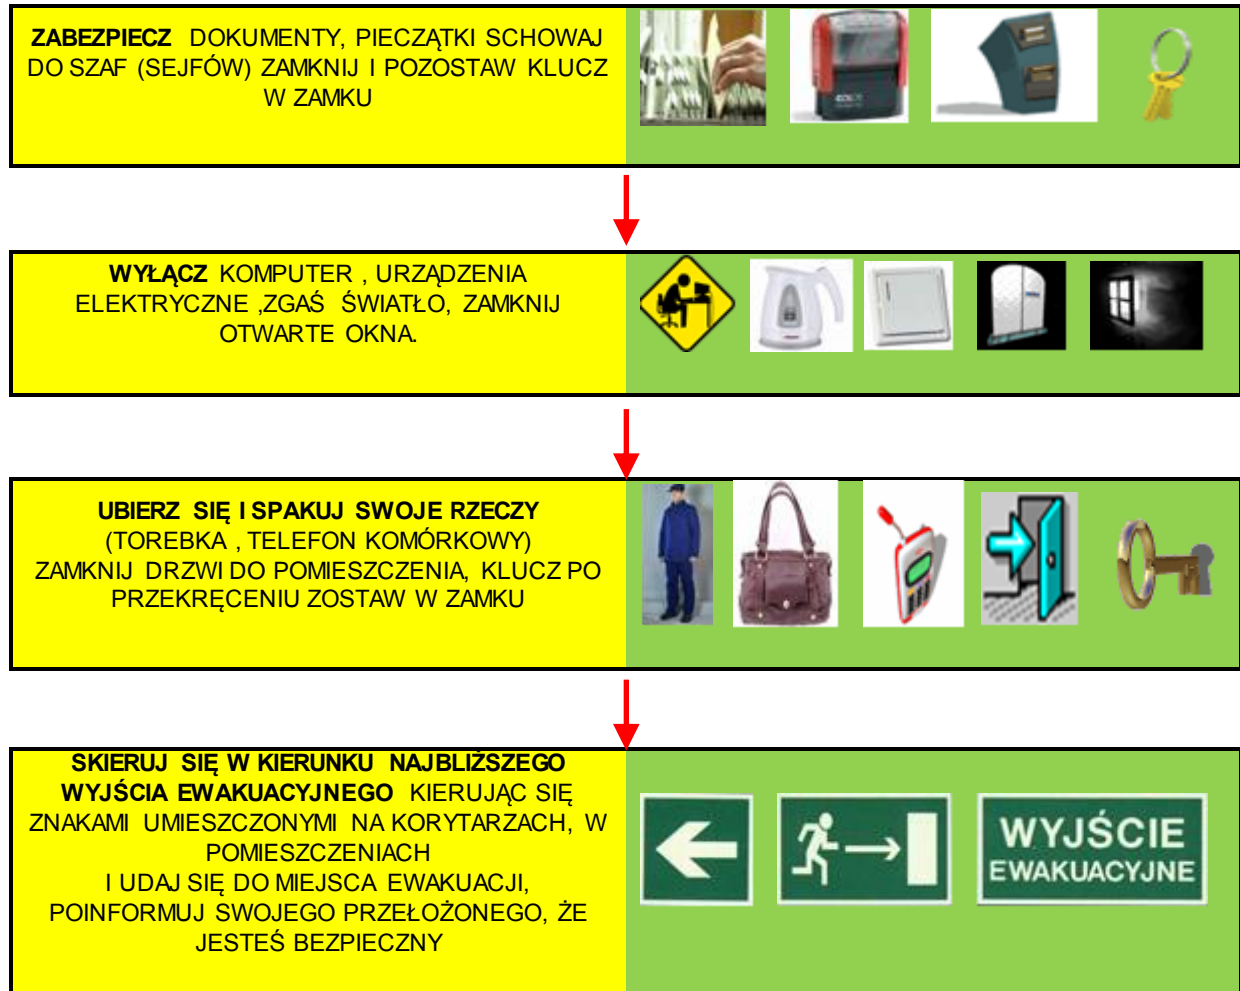 ZABEZPIECZ DOKUMENTY, PIECZĄTKI SCHOWAJ
DO SZAF (SEJFÓW) ZAMKNIJ I POZOSTAW KLUCZ
W ZAMKU
WYŁĄCZ KOMPUTER , URZĄDZENIA
ELEKTRYCZNE ,ZGAŚ ŚWIATŁO, ZAMKNIJ
OTWARTE OKNA.
UBIERZ SIĘ I SPAKUJ SWOJE RZECZY
(TOREBKA , TELEFON KOMÓRKOWY)
ZAMKNIJ DRZWI DO POMIESZCZENIA, KLUCZ PO
PRZEKRĘCENIU ZOSTAW W ZAMKU
SKIERUJ SIĘ W KIERUNKU NAJBLIŻSZEGO
WYJŚCIA EWAKUACYJNEGO KIERUJĄC SIĘ
ZNAKAMI UMIESZCZONYMI NA KORYTARZACH, W
POMIESZCZENIACH
I UDAJ SIĘ DO MIEJSCA EWAKUACJI,
POINFORMUJ SWOJEGO PRZEŁOŻONEGO, ŻE
JESTEŚ BEZPIECZNY
WYJŚCIE
EWAKUACYJNE